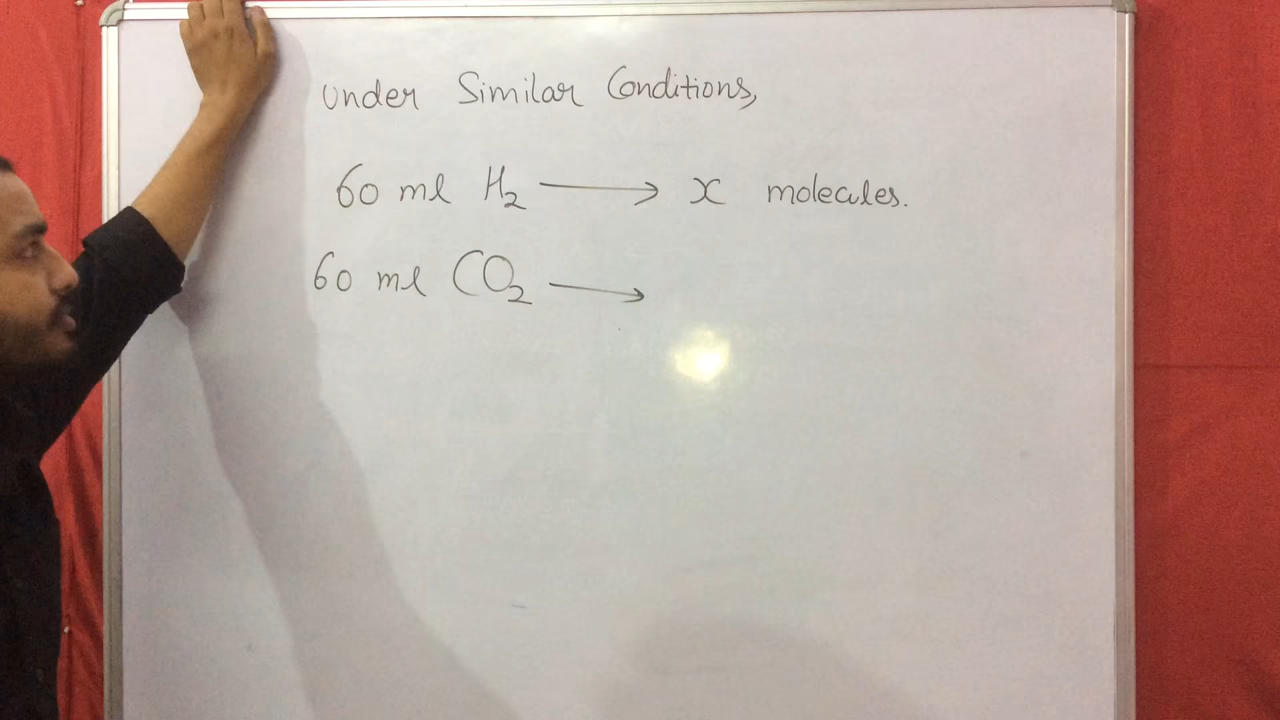 Under Similar Conditions,
60 ml H₂ ⟶ x molecules.
60 ml CO₂ ⟶